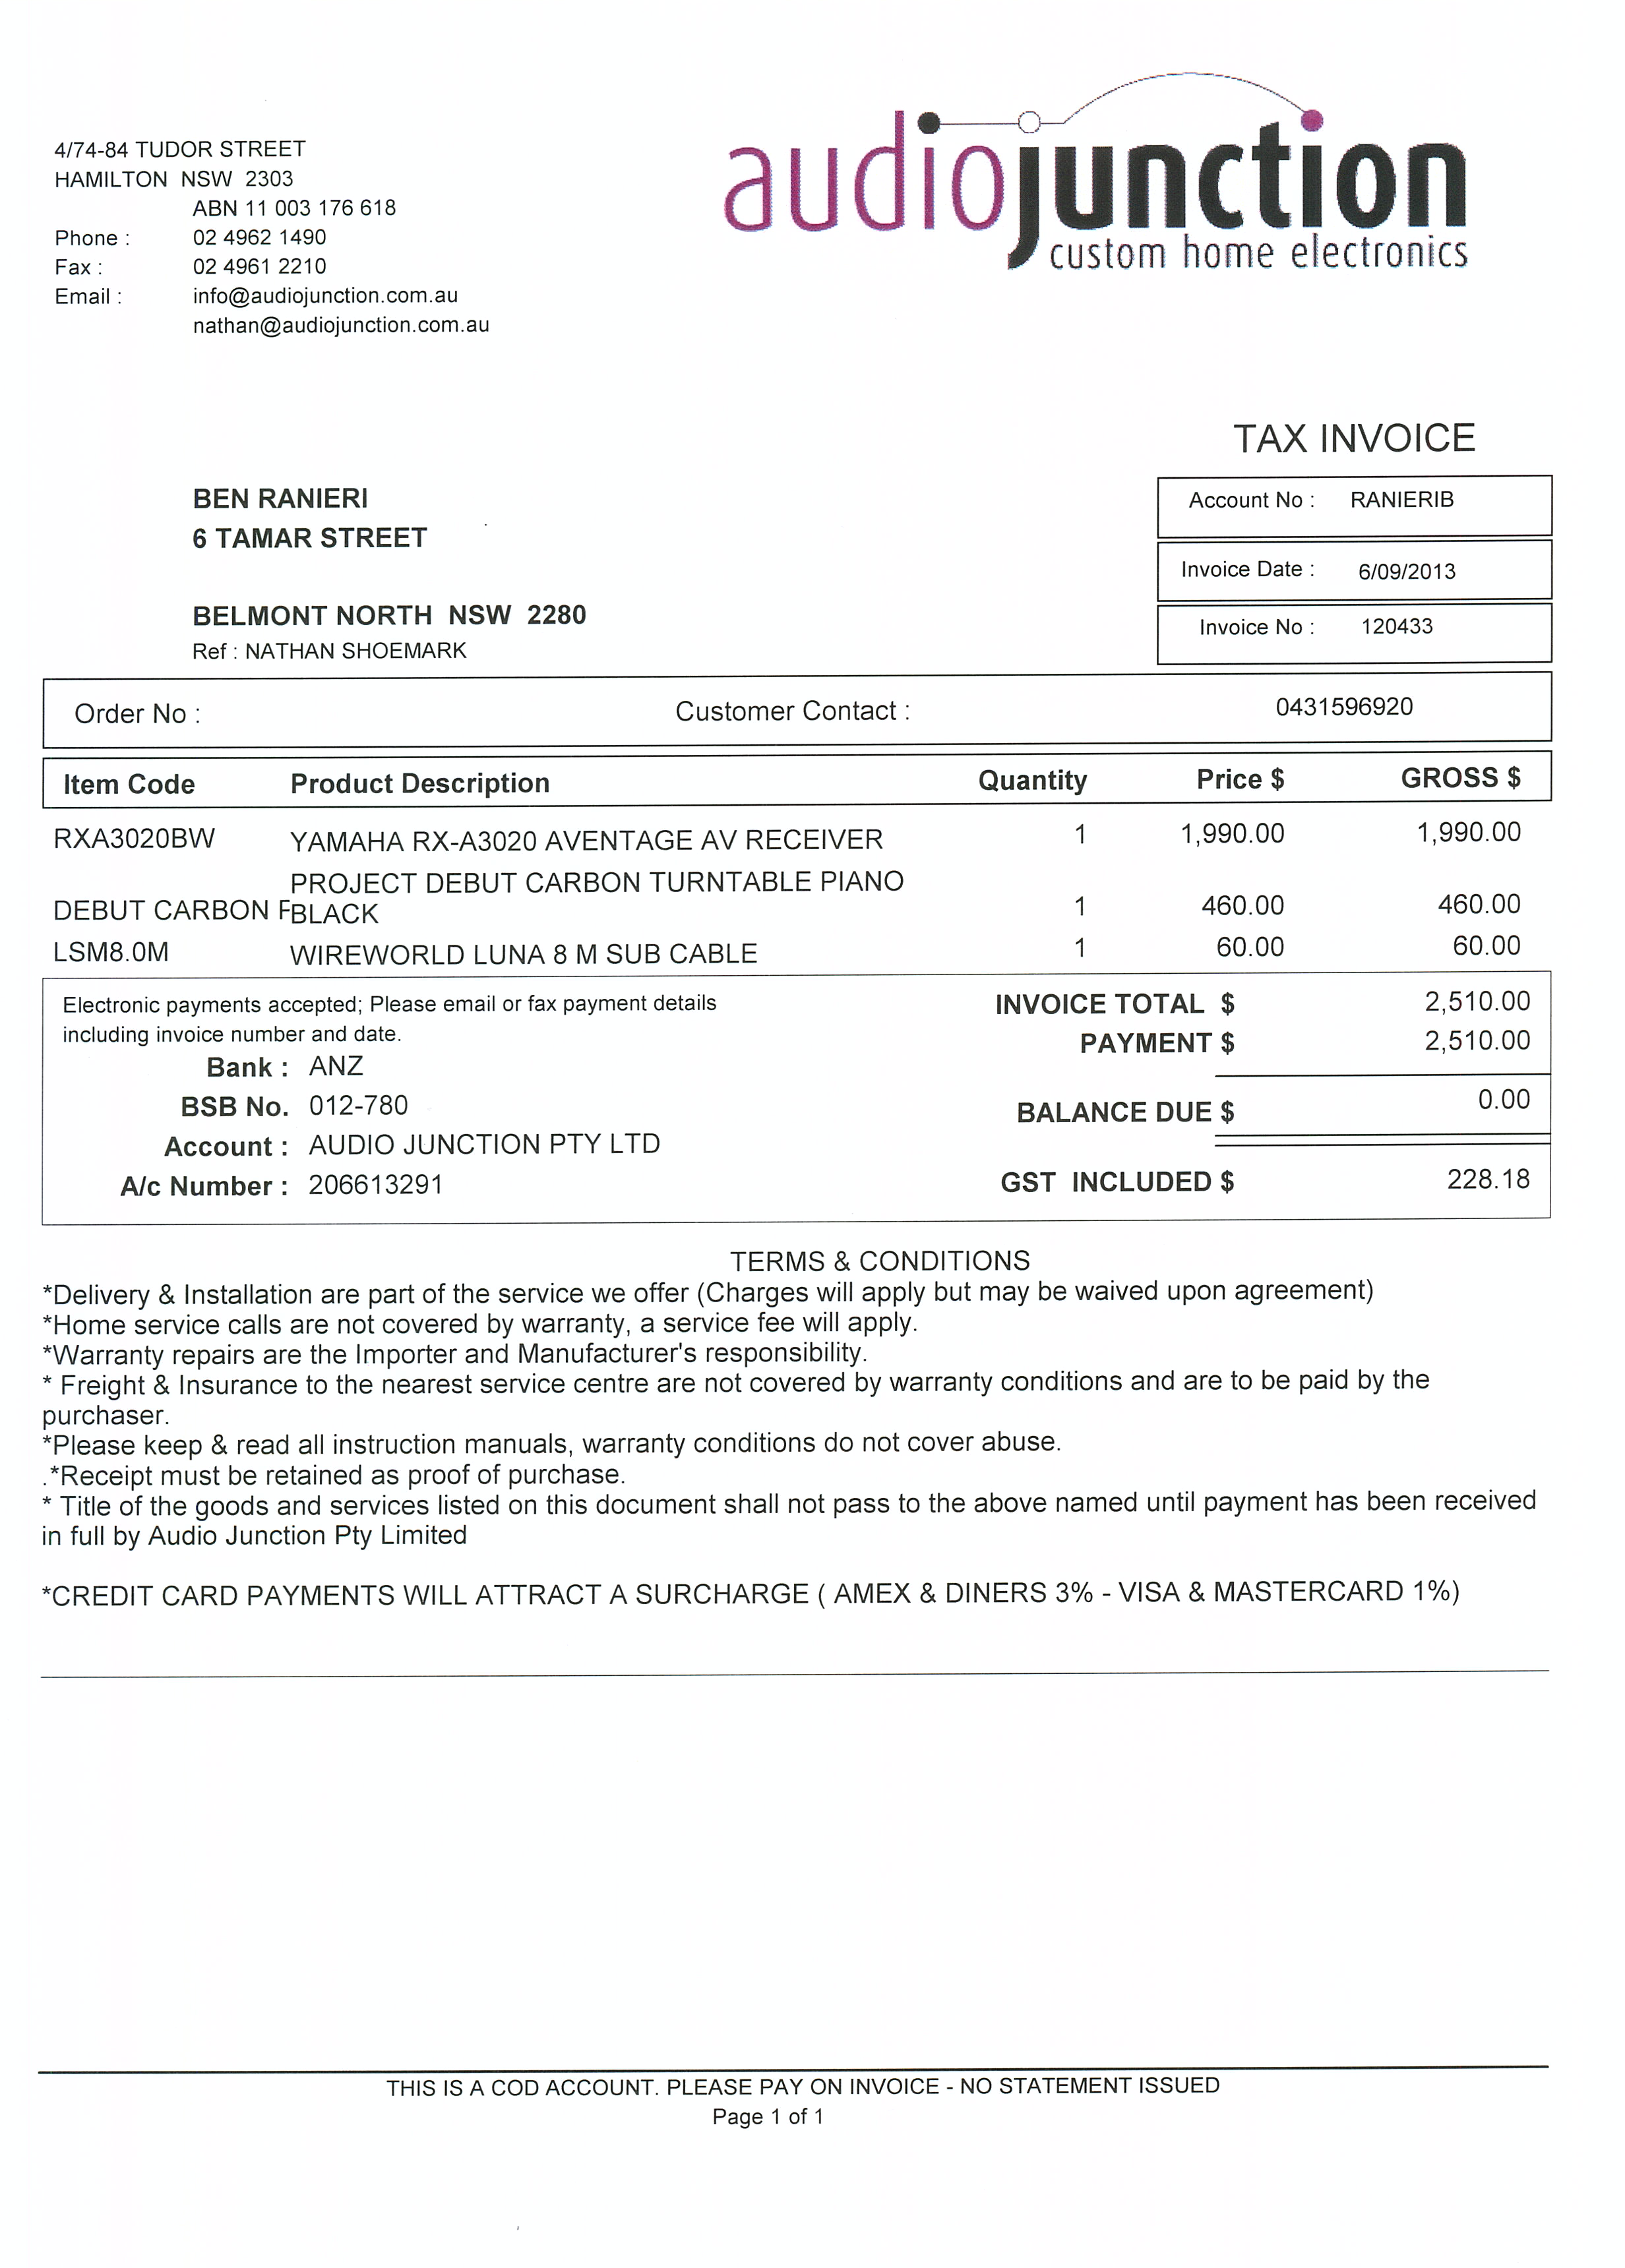 audiojunction
custom home electronics
4/74-84 TUDOR STREET
HAMILTON NSW 2303
ABN 11 003 176 618
Phone : 02 4962 1490
Fax : 02 4961 2210
Email : info@audiojunction.com.au
nathan@audiojunction.com.au
TAX INVOICE
BEN RANIERI
6 TAMAR STREET
BELMONT NORTH NSW 2280
Ref : NATHAN SHOEMARK
Account No : RANIERIB
Invoice Date : 6/09/2013
Invoice No : 120433
Order No : Customer Contact : 0431596920
Item Code Product Description Quantity Price $ GROSS $
RXA3020BW YAMAHA RX-A3020 AVENTAGE AV RECEIVER 1 1,990.00 1,990.00
PROJECT DEBUT CARBON TURNTABLE PIANO
DEBUT CARBON F BLACK 1 460.00 460.00
LSM8.0M WIREWORLD LUNA 8 M SUB CABLE 1 60.00 60.00
Electronic payments accepted; Please email or fax payment details
including invoice number and date.
Bank : ANZ
BSB No. 012-780
Account : AUDIO JUNCTION PTY LTD
A/c Number : 206613291
INVOICE TOTAL $ 2,510.00
PAYMENT $ 2,510.00
BALANCE DUE $ 0.00
GST INCLUDED $ 228.18
TERMS & CONDITIONS
*Delivery & Installation are part of the service we offer (Charges will apply but may be waived upon agreement)
*Home service calls are not covered by warranty, a service fee will apply.
*Warranty repairs are the Importer and Manufacturer's responsibility.
* Freight & Insurance to the nearest service centre are not covered by warranty conditions and are to be paid by the
purchaser.
*Please keep & read all instruction manuals, warranty conditions do not cover abuse.
.*Receipt must be retained as proof of purchase.
* Title of the goods and services listed on this document shall not pass to the above named until payment has been received
in full by Audio Junction Pty Limited
*CREDIT CARD PAYMENTS WILL ATTRACT A SURCHARGE ( AMEX & DINERS 3% - VISA & MASTERCARD 1%)
THIS IS A COD ACCOUNT. PLEASE PAY ON INVOICE - NO STATEMENT ISSUED
Page 1 of 1